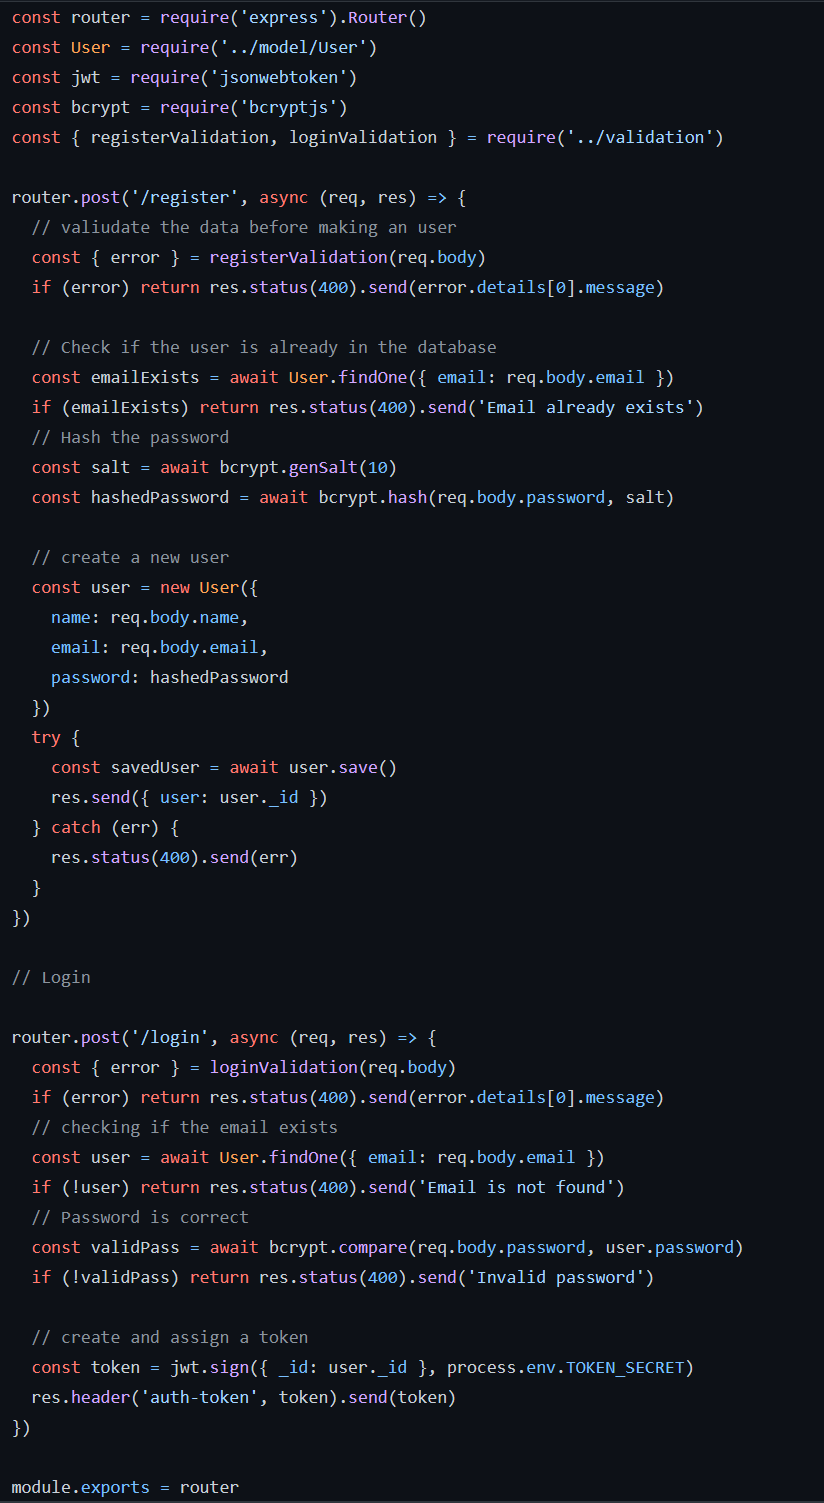 const router = require('express').Router()
const User = require('../model/User')
const jwt = require('jsonwebtoken')
const bcrypt = require('bcryptjs')
const { registerValidation, loginValidation } = require('../validation')

router.post('/register', async (req, res) => {
  // valiudate the data before making an user
  const { error } = registerValidation(req.body)
  if (error) return res.status(400).send(error.details[0].message)

  // Check if the user is already in the database
  const emailExists = await User.findOne({ email: req.body.email })
  if (emailExists) return res.status(400).send('Email already exists')
  // Hash the password
  const salt = await bcrypt.genSalt(10)
  const hashedPassword = await bcrypt.hash(req.body.password, salt)

  // create a new user
  const user = new User({
    name: req.body.name,
    email: req.body.email,
    password: hashedPassword
  })
  try {
    const savedUser = await user.save()
    res.send({ user: user._id })
  } catch (err) {
    res.status(400).send(err)
  }
})

// Login

router.post('/login', async (req, res) => {
  const { error } = loginValidation(req.body)
  if (error) return res.status(400).send(error.details[0].message)
  // checking if the email exists
  const user = await User.findOne({ email: req.body.email })
  if (!user) return res.status(400).send('Email is not found')
  // Password is correct
  const validPass = await bcrypt.compare(req.body.password, user.password)
  if (!validPass) return res.status(400).send('Invalid password')

  // create and assign a token
  const token = jwt.sign({ _id: user._id }, process.env.TOKEN_SECRET)
  res.header('auth-token', token).send(token)
})

module.exports = router